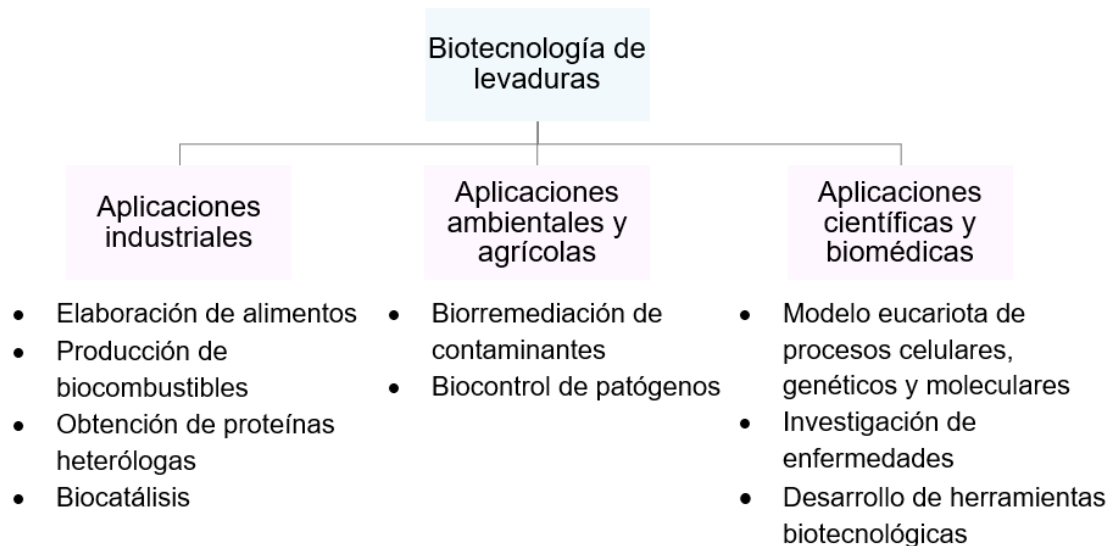 Biotecnología de
levaduras
Aplicaciones
industriales
Aplicaciones
ambientales y
agrícolas
Aplicaciones
científicas y
biomédicas
• Elaboración de alimentos
• Producción de
biocombustibles
• Obtención de proteínas
heterólogas
• Biocatálisis
• Biorremediación de
contaminantes
• Biocontrol de patógenos
• Modelo eucariota de
procesos celulares,
genéticos y moleculares
• Investigación de
enfermedades
• Desarrollo de herramientas
biotecnológicas